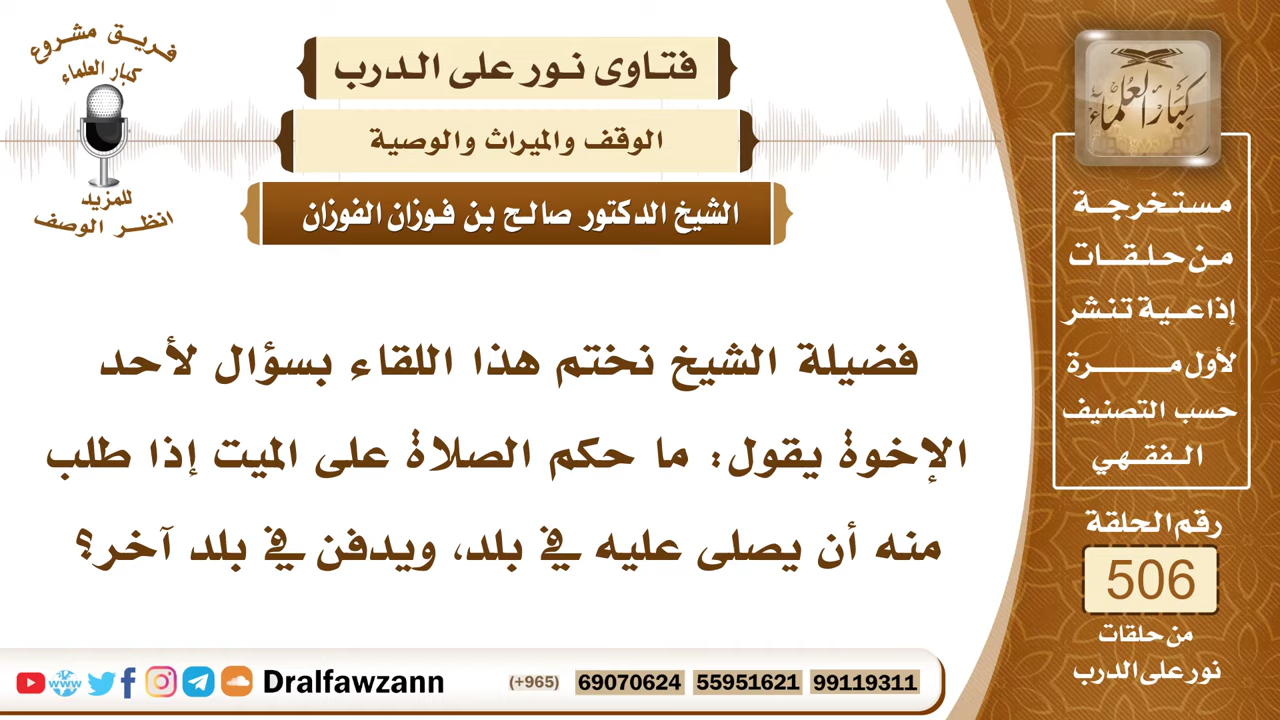 فريق مشروع
كبار العلماء
للمزيد
انظر الوصف
فتاوى نور على الدرب
الوقف والميراث والوصية
الشيخ الدكتور صالح بن فوزان الفوزان
فضيلة الشيخ نختم هذا اللقاء بسؤال لأحد
الإخوة يقول: ما حكم الصلاة على الميت إذا طلب
منه أن يصلى عليه في بلد، ويدفن في بلد آخر؟
كبار العلماء
مستخرجة
من حلقات
إذاعية تنشر
لأول مرة
حسب التصنيف
الفقهي
رقم الحلقة
506
من حلقات
نور على الدرب
www
Dralfawzann
(+965) 69070624 55951621 99119311